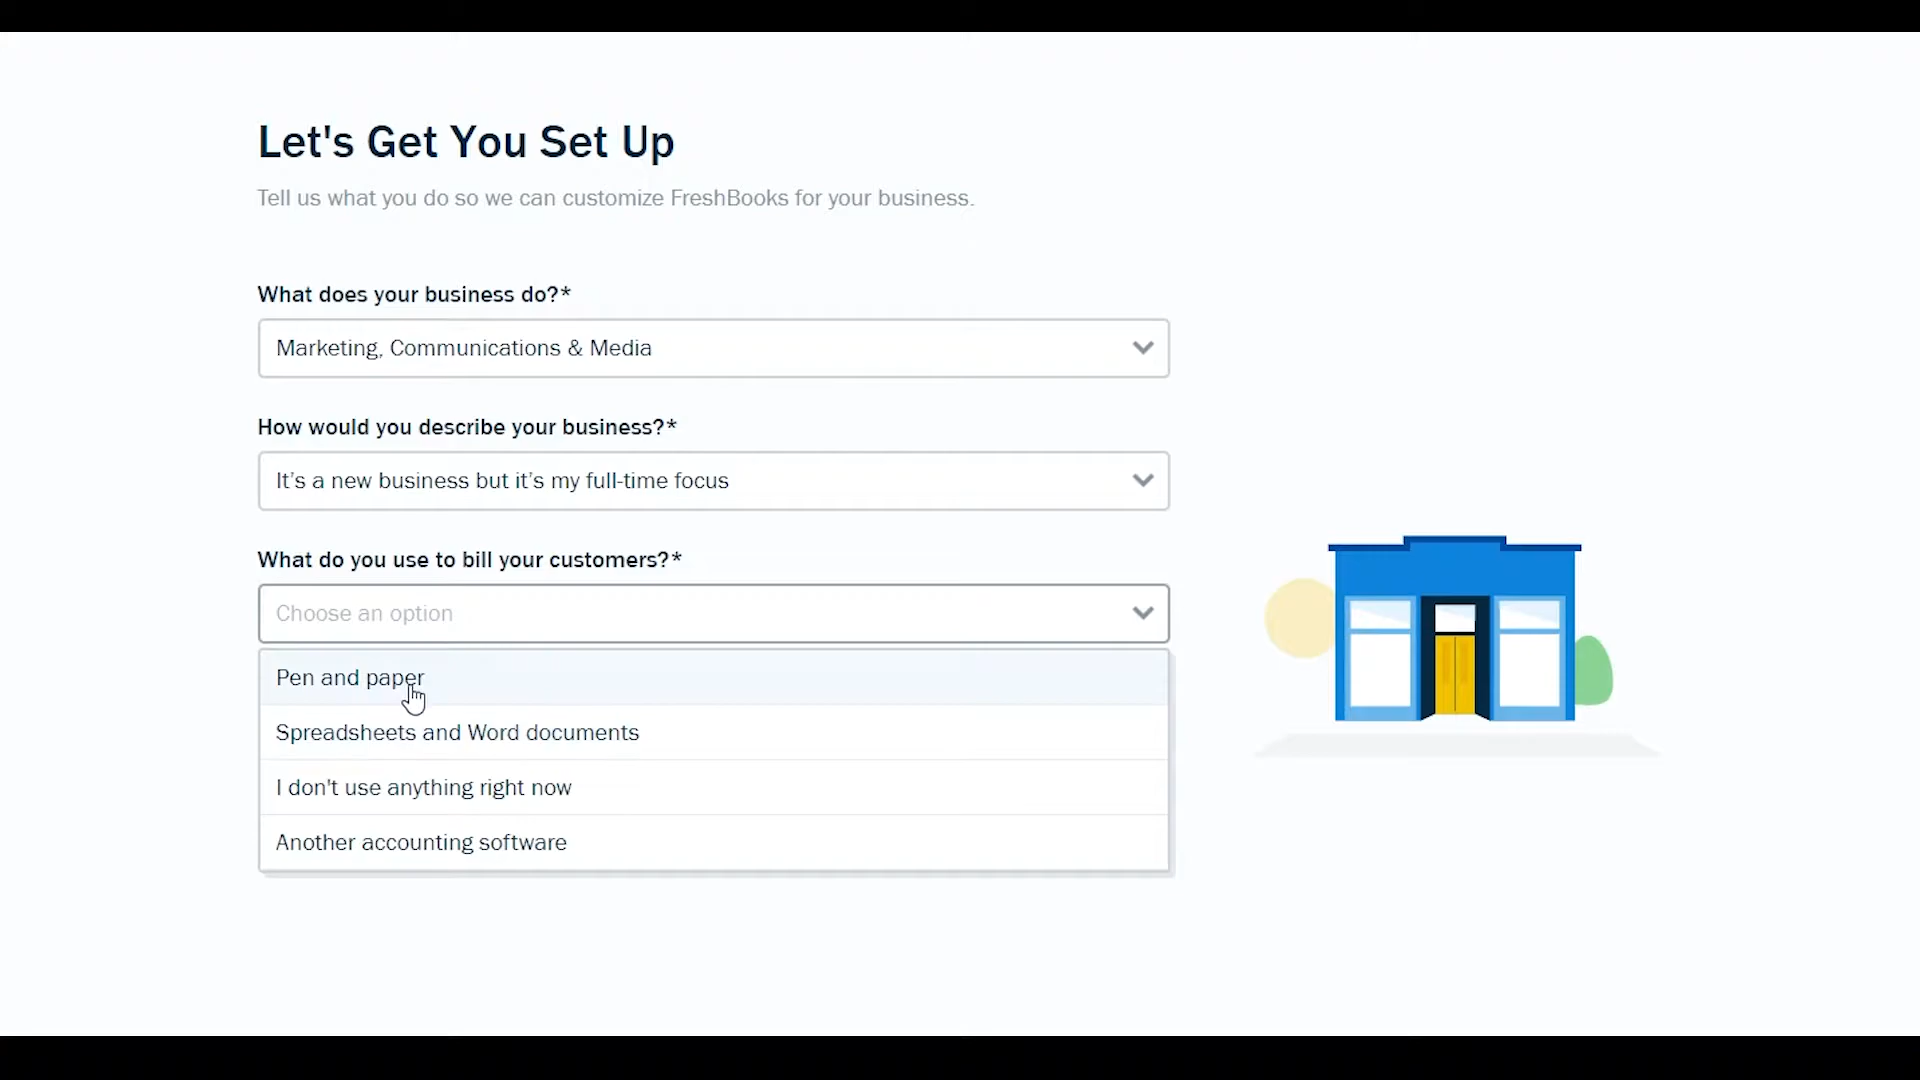 Let's Get You Set Up
Tell us what you do so we can customize FreshBooks for your business.
What does your business do?*
Marketing, Communications & Media
How would you describe your business?*
It's a new business but it's my full-time focus
What do you use to bill your customers?*
Choose an option
Pen and paper
Spreadsheets and Word documents
I don't use anything right now
Another accounting software